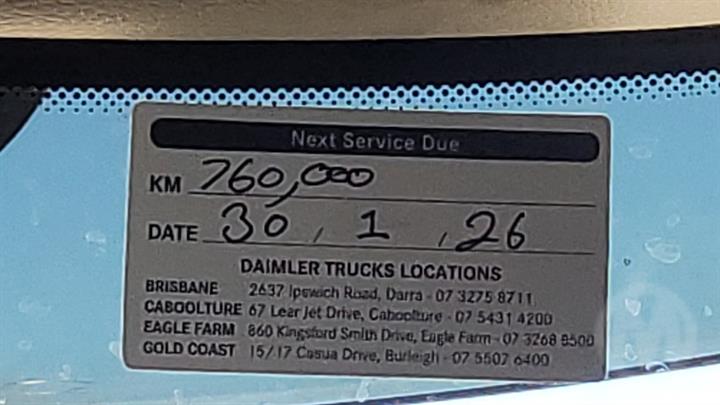 Next Service Due
KM 760,000
DATE 30 / 1 / 26
DAIMLER TRUCKS LOCATIONS
BRISBANE 2637 Ipswich Road, Darra - 07 3275 8711
CABOOLTURE 67 Lear Jet Drive, Caboolture - 07 5431 4200
EAGLE FARM 860 Kingsford Smith Drive, Eagle Farm - 07 3268 8500
GOLD COAST 15/17 Casua Drive, Burleigh - 07 5507 6400